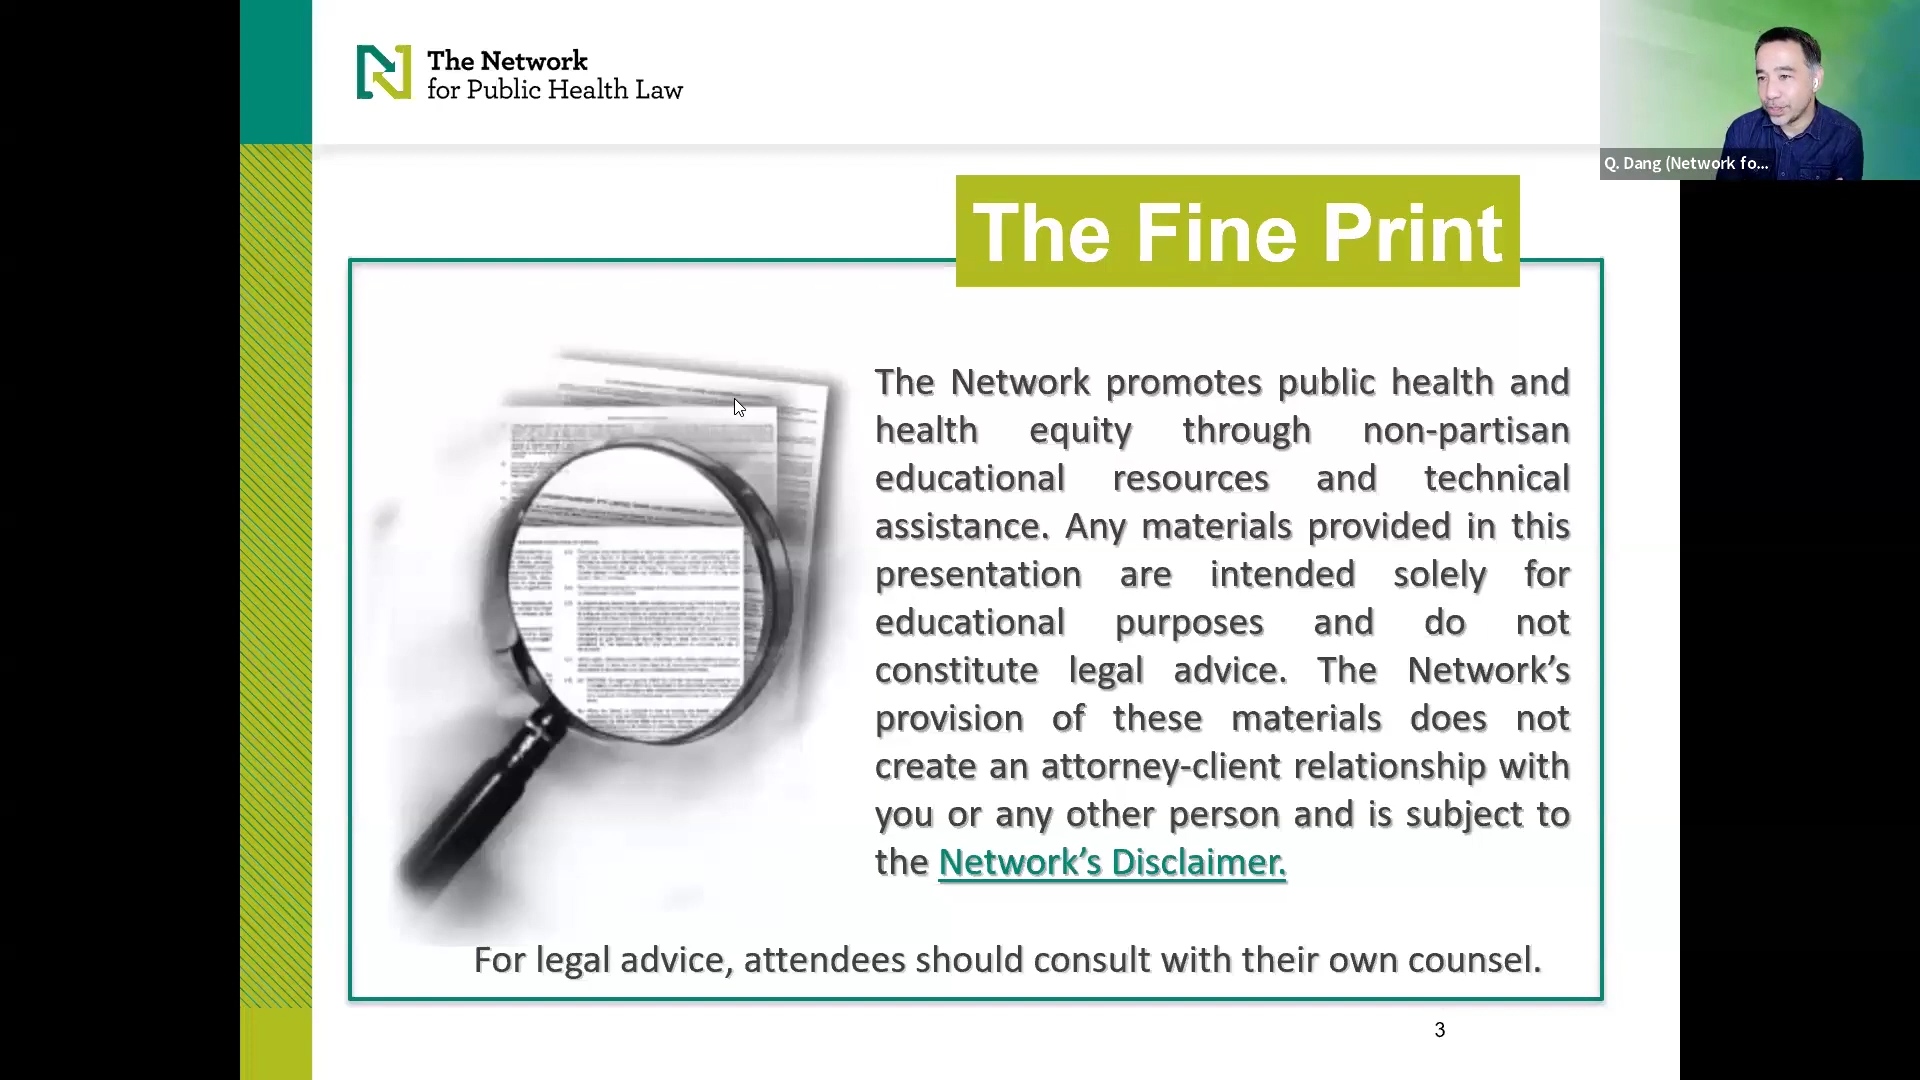 The Network
for Public Health Law
Q. Dang (Network fo...
The Fine Print
The Network promotes public health and
health equity through non-partisan
educational resources and technical
assistance. Any materials provided in this
presentation are intended solely for
educational purposes and do not
constitute legal advice. The Network’s
provision of these materials does not
create an attorney-client relationship with
you or any other person and is subject to
the Network’s Disclaimer.
For legal advice, attendees should consult with their own counsel.
3